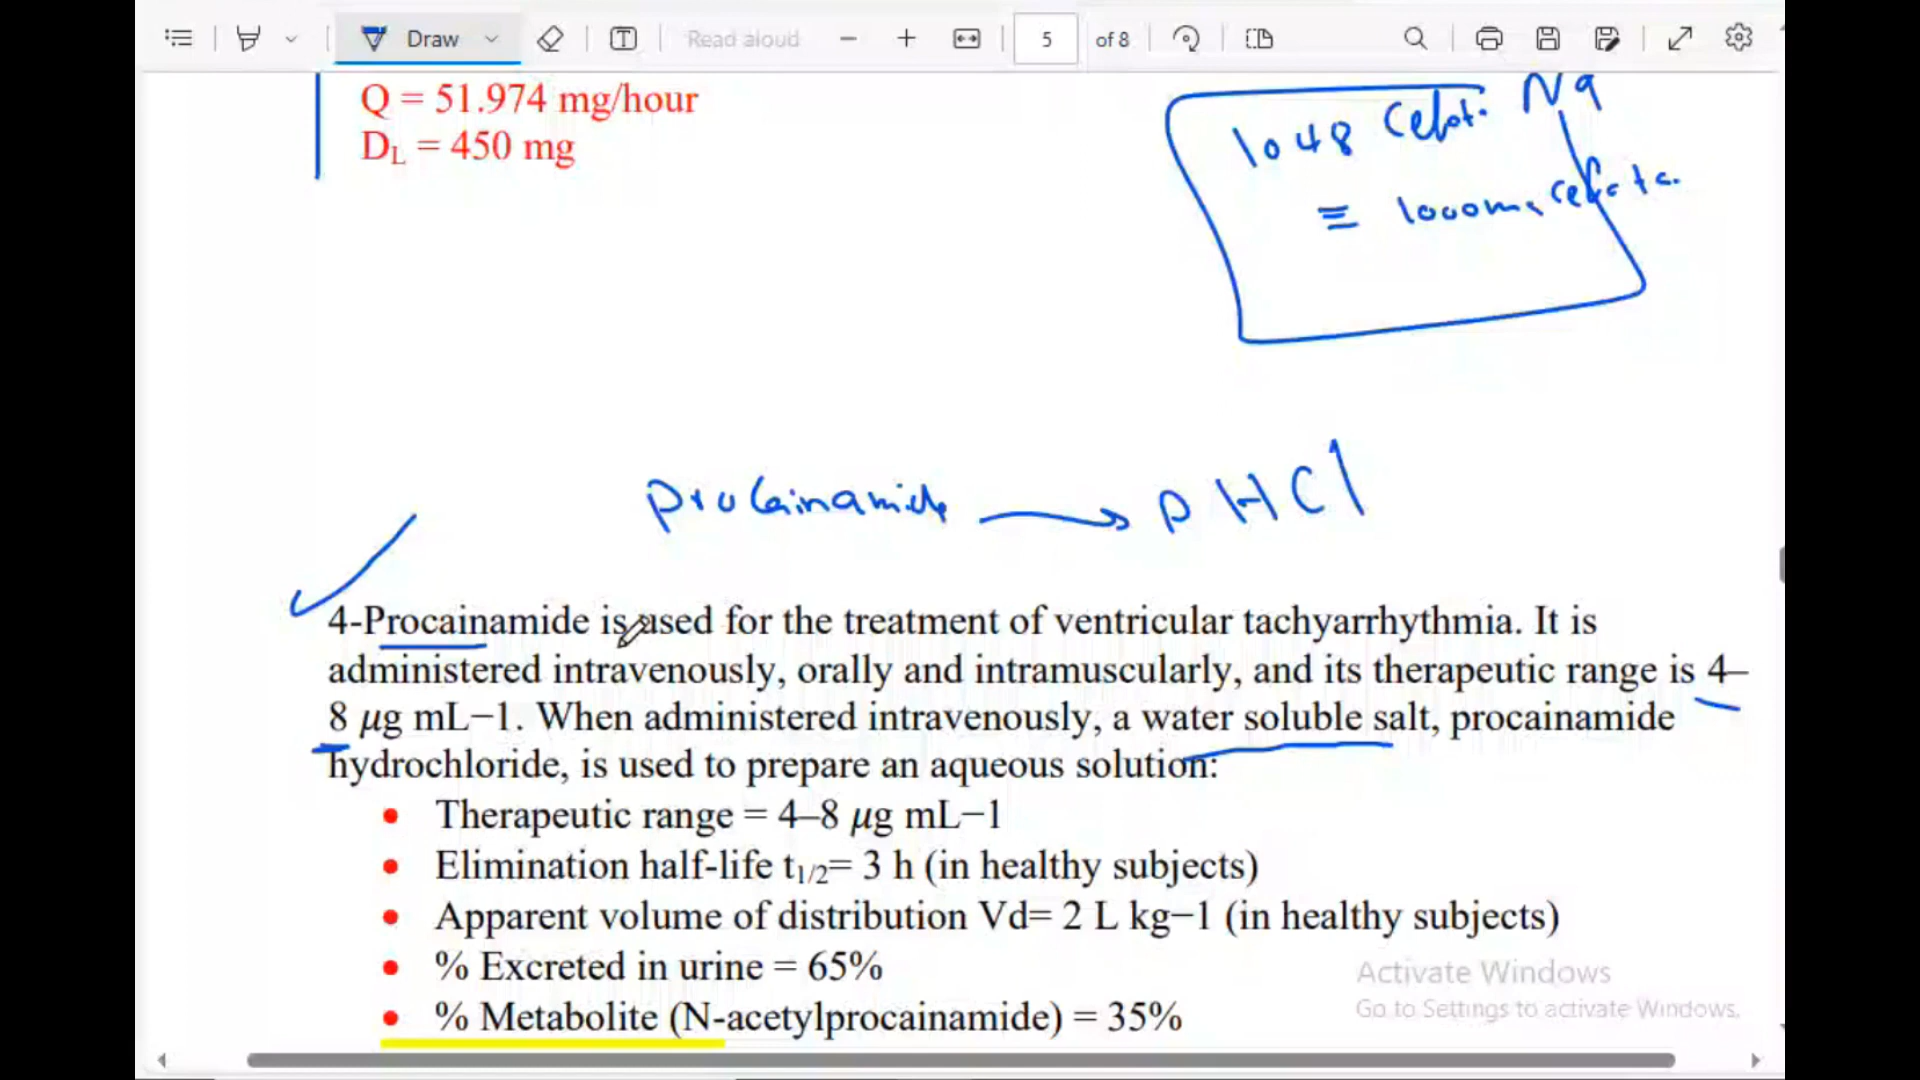 Draw
Read aloud
5
of 8
Q = 51.974 mg/hour
DL = 450 mg
1048 Cefot. Na
≡ 1000mg cefota.
procainamide → P HCl
4-Procainamide is used for the treatment of ventricular tachyarrhythmia. It is
administered intravenously, orally and intramuscularly, and its therapeutic range is 4–
8 μg mL−1. When administered intravenously, a water soluble salt, procainamide
hydrochloride, is used to prepare an aqueous solution:
• Therapeutic range = 4–8 μg mL−1
• Elimination half-life t1/2= 3 h (in healthy subjects)
• Apparent volume of distribution Vd= 2 L kg−1 (in healthy subjects)
• % Excreted in urine = 65%
• % Metabolite (N-acetylprocainamide) = 35%
Activate Windows
Go to Settings to activate Windows.